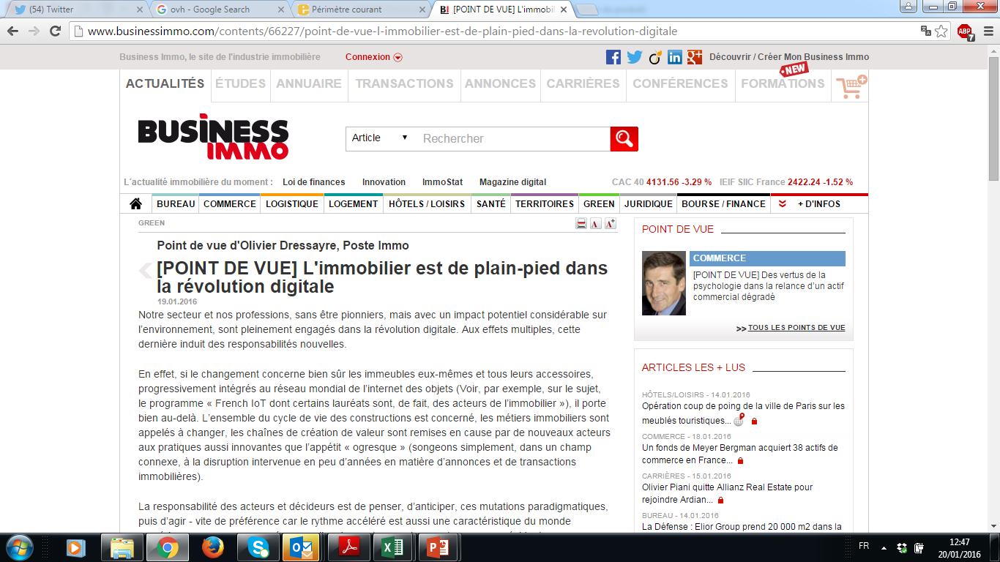 (54) Twitter
ovh - Google Search
Périmètre courant
[POINT DE VUE] L'immobil
www.businessimmo.com/contents/66227/point-de-vue-l-immobilier-est-de-plain-pied-dans-la-revolution-digitale
ABP
7
Business Immo, le site de l'industrie immobilière
Connexion
Découvrir / Créer Mon Business Immo
NEW
ACTUALITÉS
ÉTUDES
ANNUAIRE
TRANSACTIONS
ANNONCES
CARRIÈRES
CONFÉRENCES
FORMATIONS
BUSINESS
IMMO
Article
Rechercher
L'actualité immobilière du moment :
Loi de finances
Innovation
ImmoStat
Magazine digital
CAC 40 4131.56 -3.29 %
IEIF SIIC France 2422.24 -1.52 %
BUREAU
COMMERCE
LOGISTIQUE
LOGEMENT
HÔTELS / LOISIRS
SANTÉ
TERRITOIRES
GREEN
JURIDIQUE
BOURSE / FINANCE
+ D'INFOS
GREEN
A-
A+
Point de vue d'Olivier Dressayre, Poste Immo
[POINT DE VUE] L'immobilier est de plain-pied dans
la révolution digitale
19.01.2016
Notre secteur et nos professions, sans être pionniers, mais avec un impact potentiel considérable sur
l'environnement, sont pleinement engagés dans la révolution digitale. Aux effets multiples, cette
dernière induit des responsabilités nouvelles.
En effet, si le changement concerne bien sûr les immeubles eux-mêmes et tous leurs accessoires,
progressivement intégrés au réseau mondial de l'internet des objets (Voir, par exemple, sur le sujet,
le programme « French IoT dont certains lauréats sont, de fait, des acteurs de l'immobilier »), il porte
bien au-delà. L'ensemble du cycle de vie des constructions est concerné, les métiers immobiliers sont
appelés à changer, les chaînes de création de valeur sont remises en cause par de nouveaux acteurs
aux pratiques aussi innovantes que l'appétit « ogresque » (songeons simplement, dans un champ
connexe, à la disruption intervenue en peu d'années en matière d'annonces et de transactions
immobilières).
La responsabilité des acteurs et décideurs est de penser, d'anticiper, ces mutations paradigmatiques,
puis d'agir - vite de préférence car le rythme accéléré est aussi une caractéristique du monde
POINT DE VUE
COMMERCE
[POINT DE VUE] Des vertus de la
psychologie dans la relance d'un actif
commercial dégradé
>> TOUS LES POINTS DE VUE
ARTICLES LES + LUS
HÔTELS/LOISIRS - 14.01.2016
Opération coup de poing de la ville de Paris sur les
meublés touristiques...
COMMERCE - 18.01.2016
Un fonds de Meyer Bergman acquiert 38 actifs de
commerce en France...
CARRIÈRES - 15.01.2016
Olivier Piani quitte Allianz Real Estate pour
rejoindre Ardian...
BUREAU - 14.01.2016
La Défense : Elior Group prend 20 000 m2 dans la
FR
12:47
20/01/2016